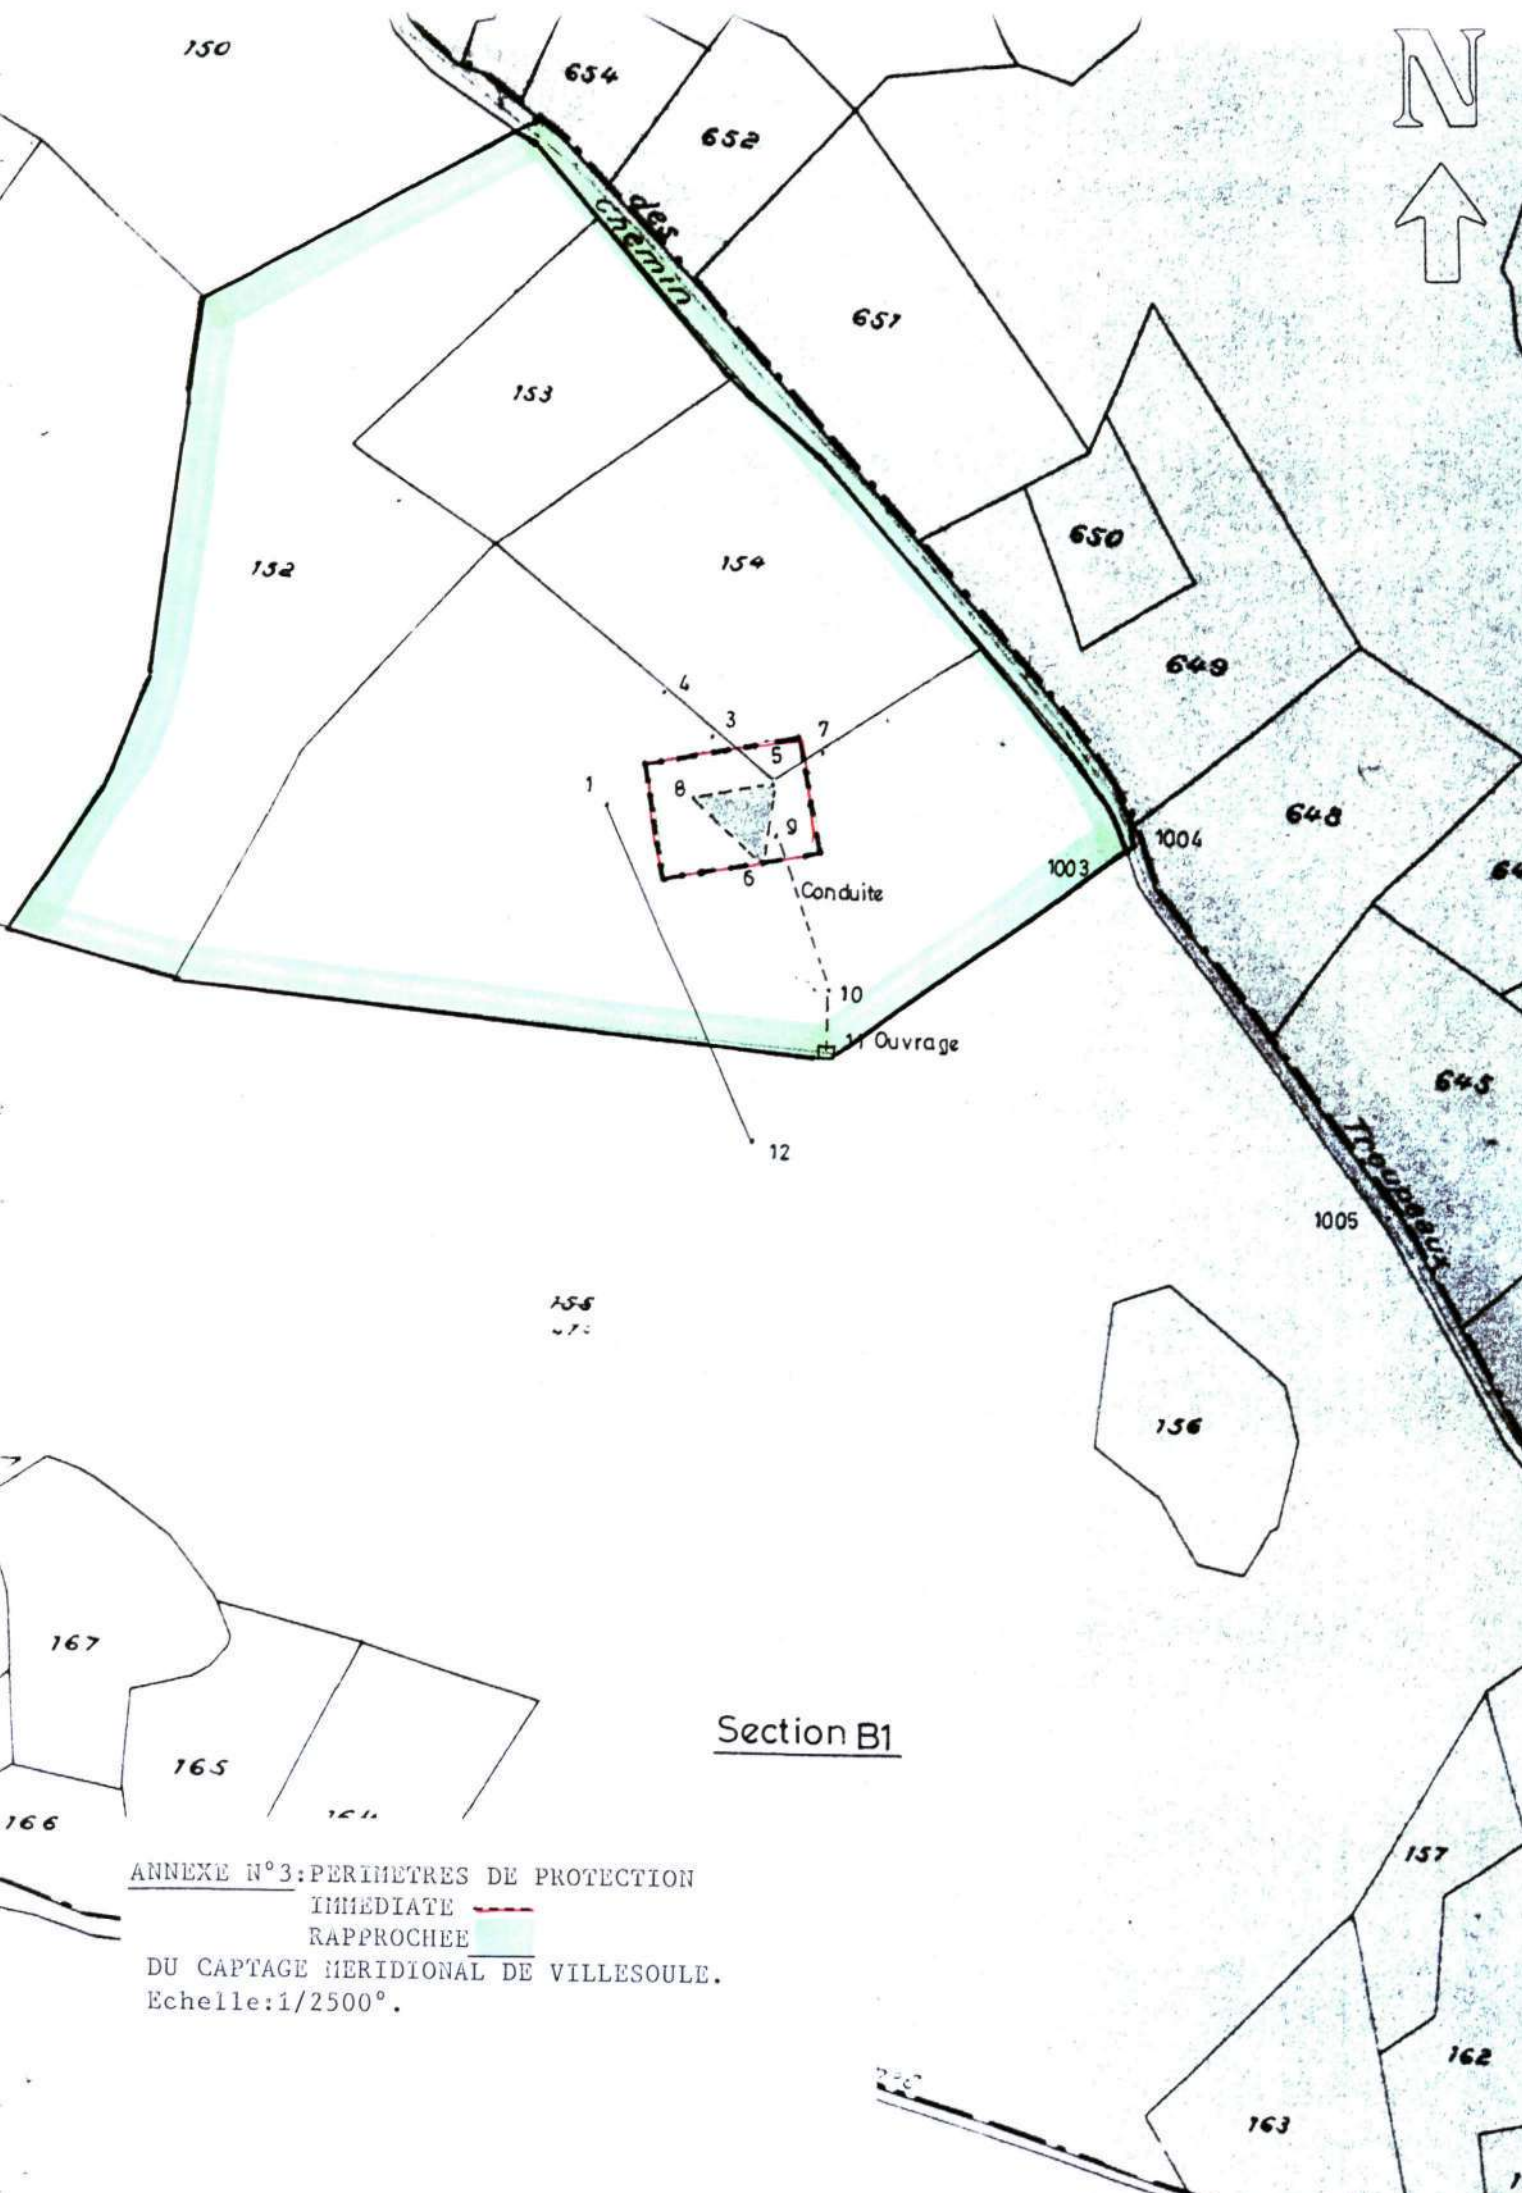 150
N
654
652
des
chemin
651
153
650
152
154
649
4
3
7
5
1
8
648
9
1004
1003
6
Conduite
10
11 Ouvrage
645
12
Troupeaux
1005
155
156
167
Section B1
165
166
157
ANNEXE N°3:PERIMETRES DE PROTECTION
IMMEDIATE
RAPPROCHEE
DU CAPTAGE MERIDIONAL DE VILLESOULE.
Echelle:1/2500°.
162
163